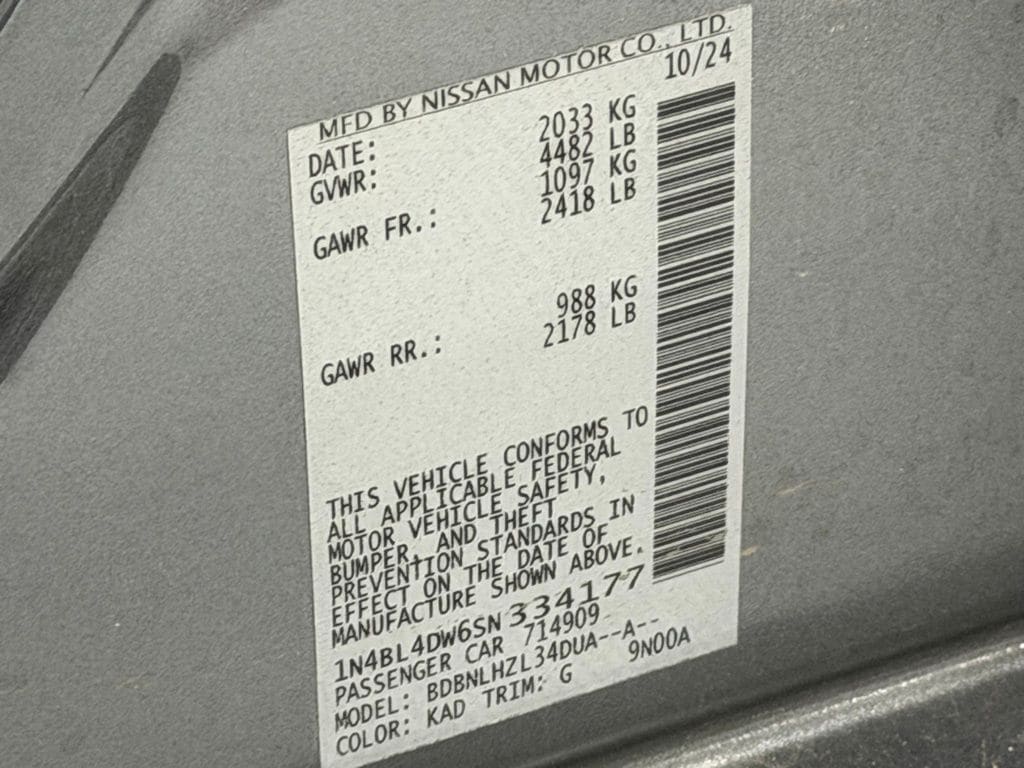 MFD BY NISSAN MOTOR CO., LTD.
DATE: 10/24
GVWR: 2033 KG
4482 LB
GAWR FR.: 1097 KG
2418 LB
GAWR RR.: 988 KG
2178 LB
THIS VEHICLE CONFORMS TO
ALL APPLICABLE FEDERAL
MOTOR VEHICLE SAFETY,
BUMPER, AND THEFT
PREVENTION STANDARDS IN
EFFECT ON THE DATE OF
MANUFACTURE SHOWN ABOVE.
1N4BL4DW6SN334177
PASSENGER CAR 714909
MODEL: BDBNLHZL34DUA--A--
COLOR: KAD TRIM: G 9N00A